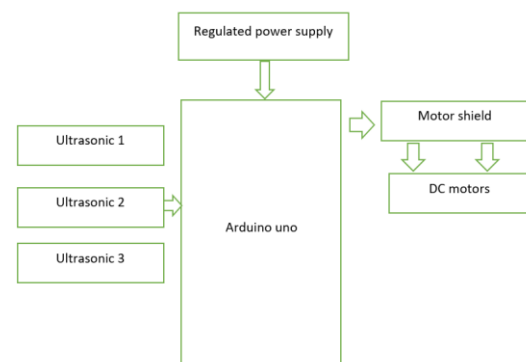 Regulated power supply
Motor shield
Ultrasonic 1
DC motors
Ultrasonic 2
Arduino uno
Ultrasonic 3